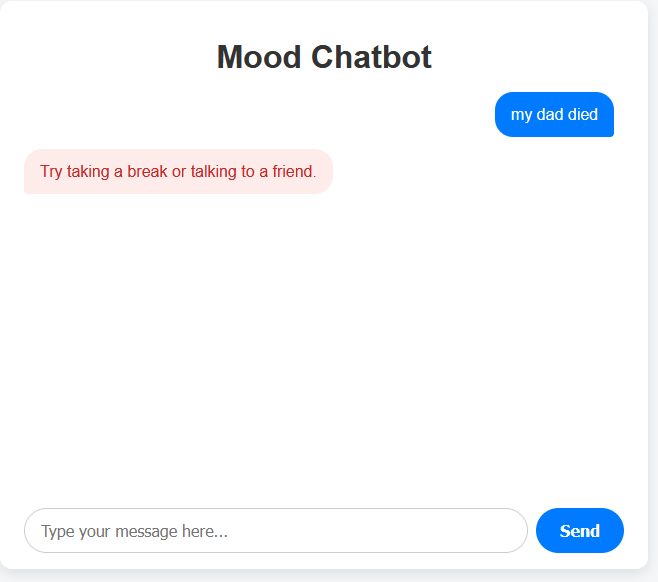 Mood Chatbot
my dad died
Try taking a break or talking to a friend.
Type your message here...
Send